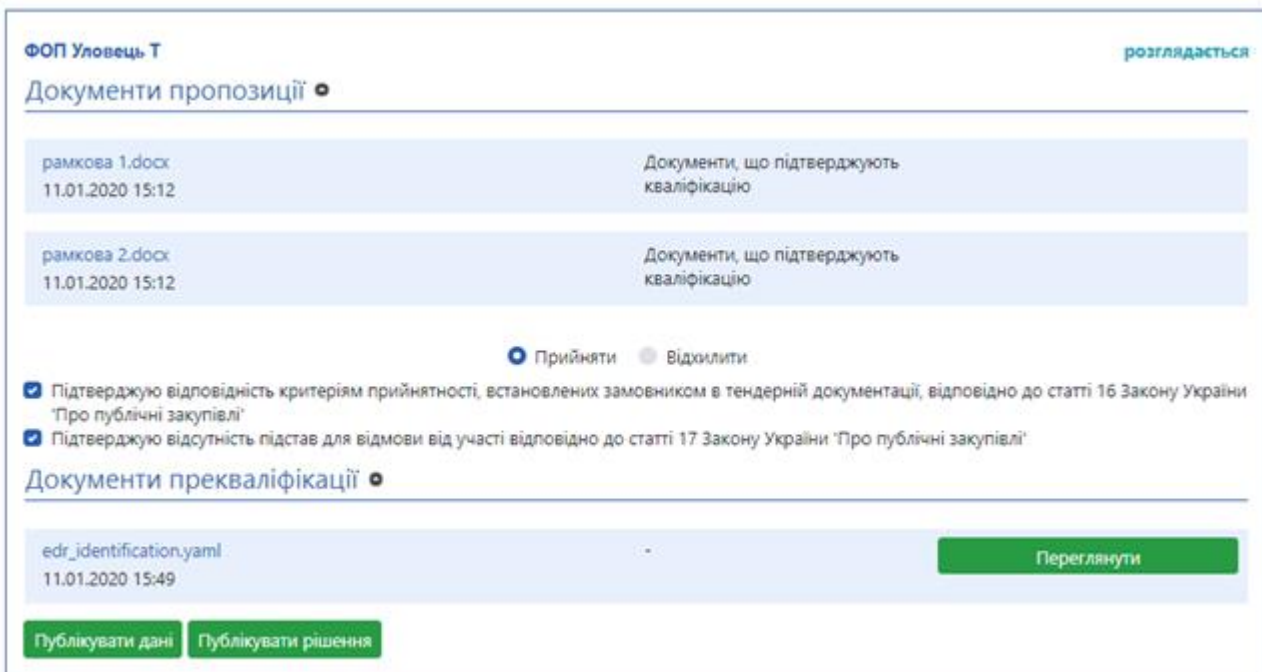 ФОП Уловець Т
розглядається
Документи пропозиції
рамкова 1.docx
Документи, що підтверджують
кваліфікацію
11.01.2020 15:12
рамкова 2.docx
Документи, що підтверджують
кваліфікацію
11.01.2020 15:12
Прийняти
Відхилити
Підтверджую відповідність критеріям прийнятності, встановлених замовником в тендерній документації, відповідно до статті 16 Закону України
'Про публічні закупівлі'
Підтверджую відсутність підстав для відмови від участі відповідно до статті 17 Закону України 'Про публічні закупівлі'
Документи прекваліфікації
edr_identification.yaml
-
Переглянути
11.01.2020 15:49
Публікувати дані
Публікувати рішення